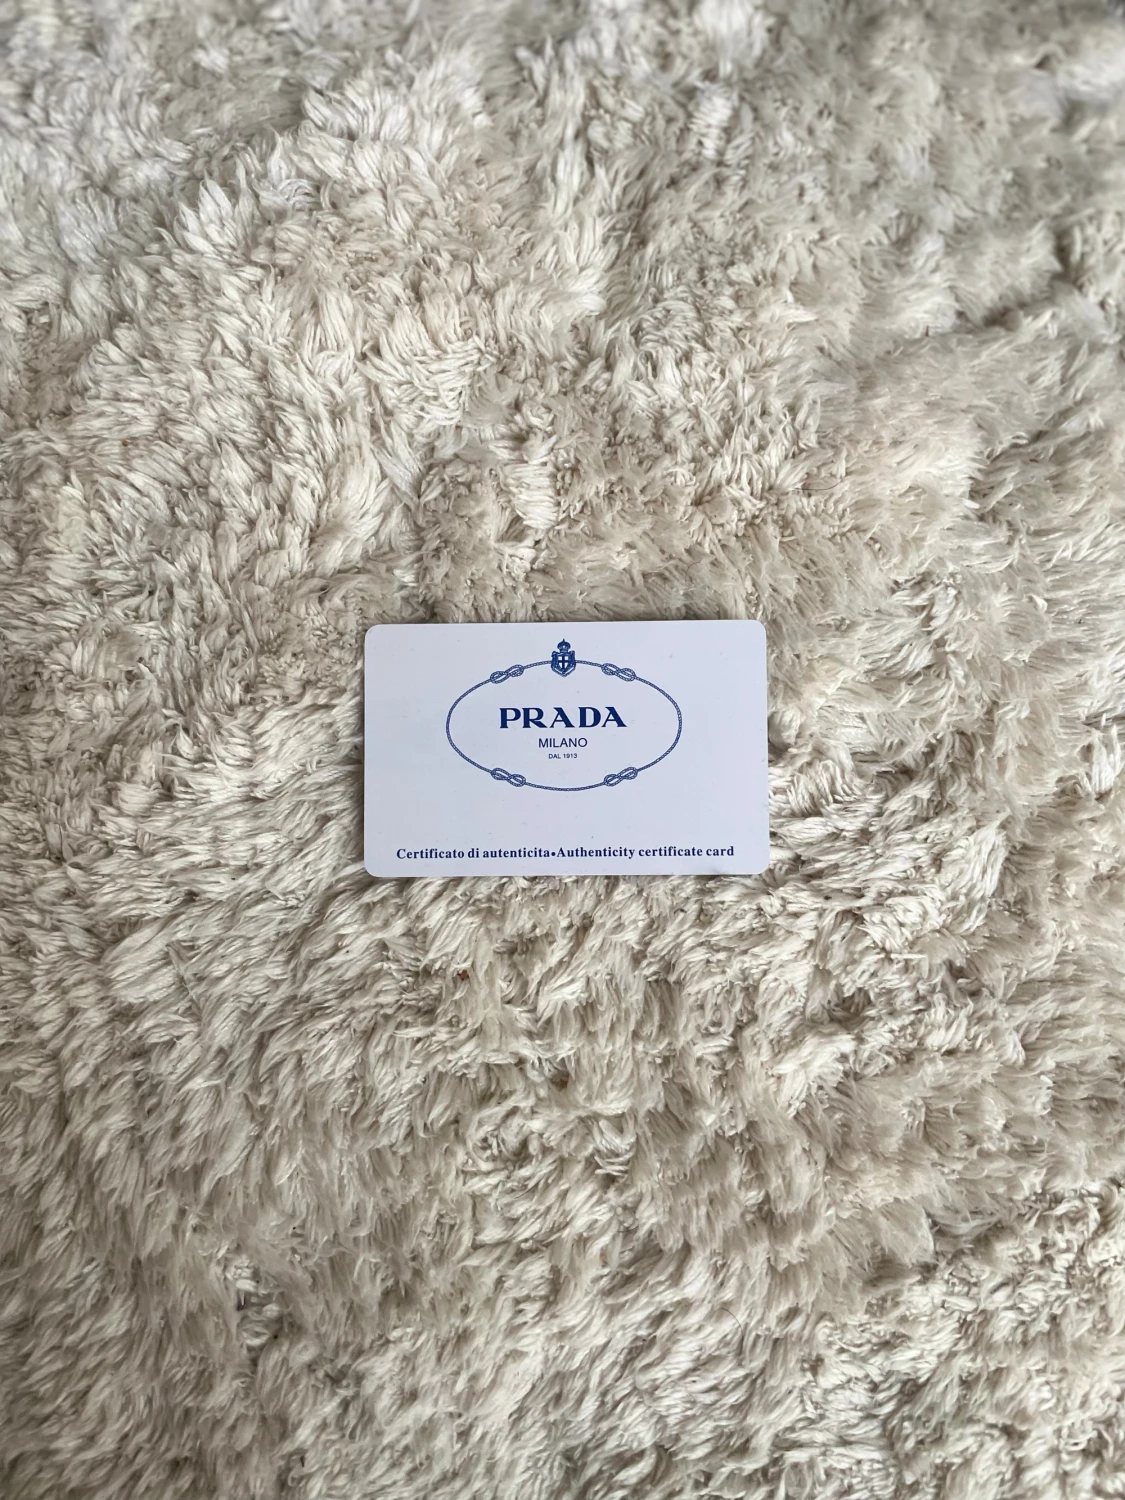 PRADA
MILANO
DAL 1913
Certificato di autenticita•Authenticity certificate card